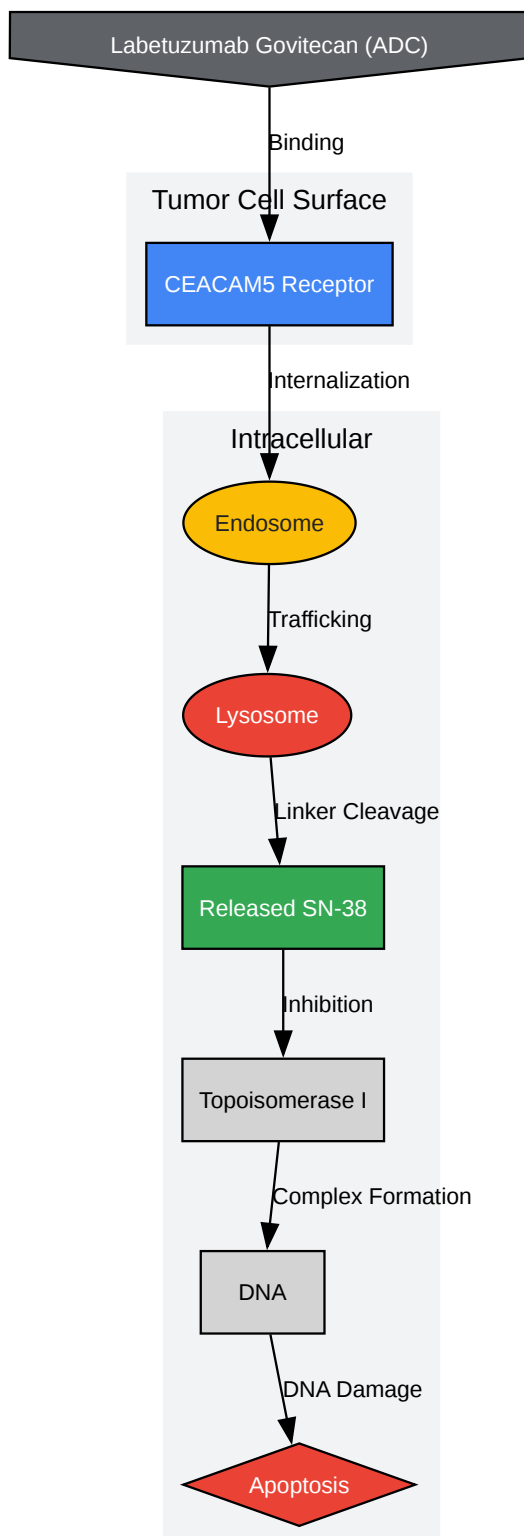 Labetuzumab Govitecan (ADC)
Binding
Tumor Cell Surface
CEACAM5 Receptor
Internalization
Intracellular
Endosome
Trafficking
Lysosome
Linker Cleavage
Released SN-38
Inhibition
Topoisomerase I
Complex Formation
DNA
DNA Damage
Apoptosis